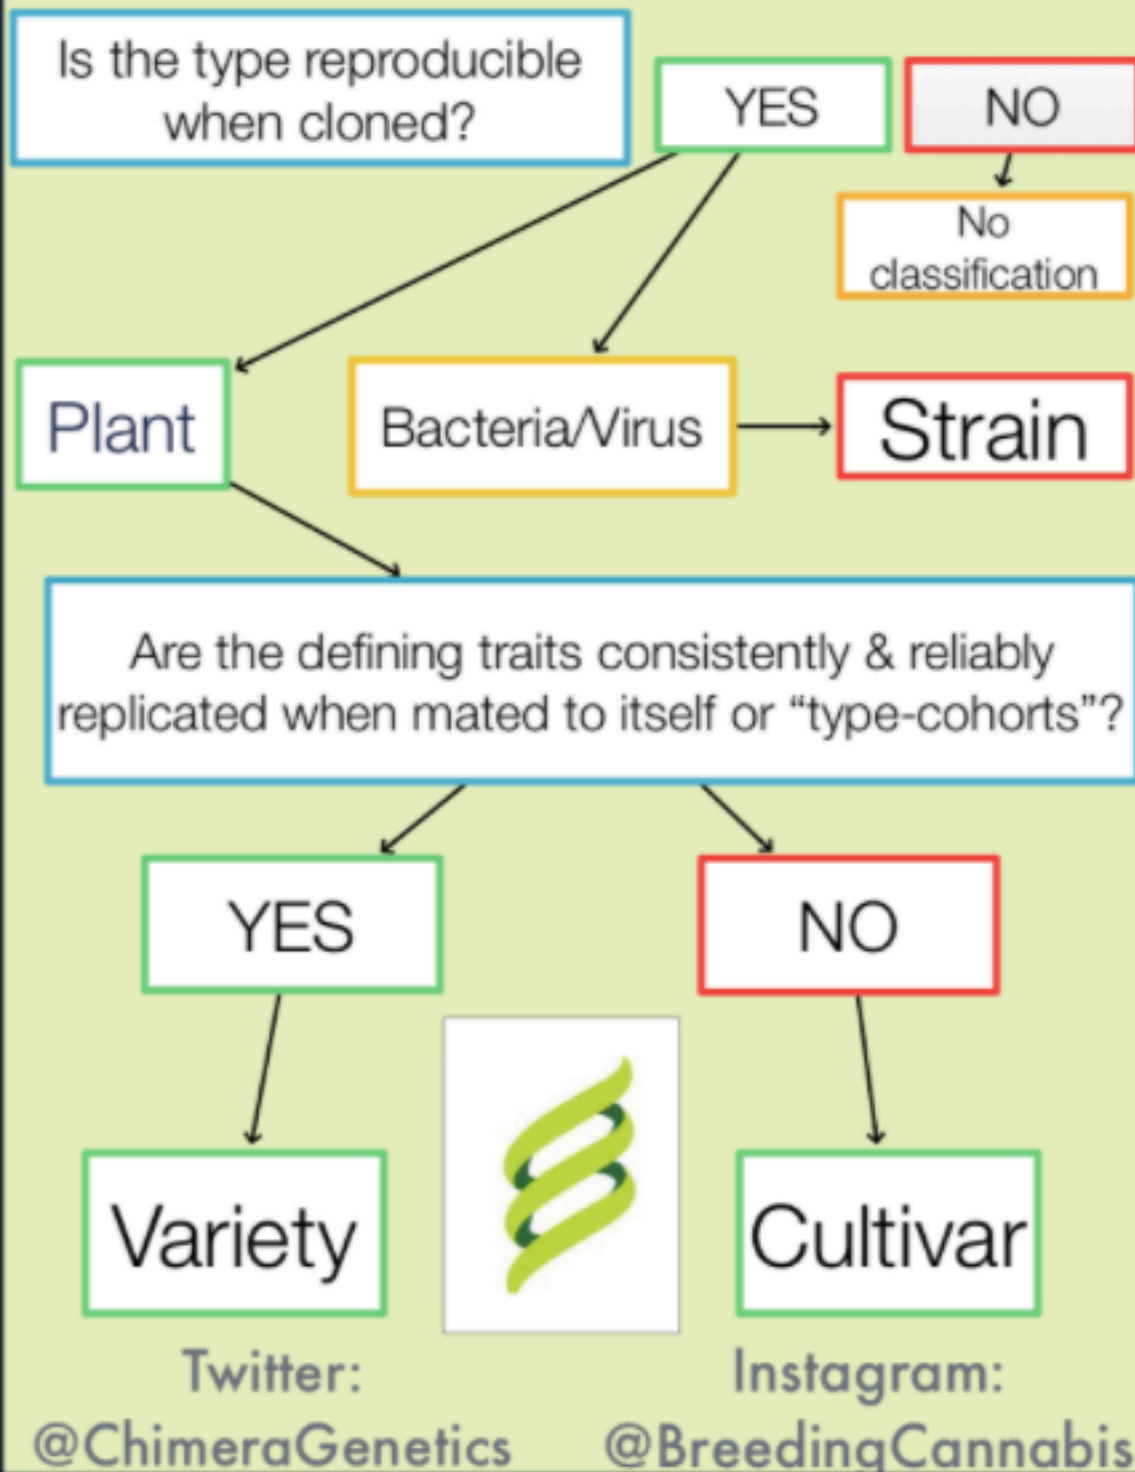 Is the type reproducible
when cloned?
YES
NO
No
classification
Plant
Bacteria/Virus
Strain
Are the defining traits consistently & reliably
replicated when mated to itself or “type-cohorts”?
YES
NO
Variety
Cultivar
Twitter:
@ChimeraGenetics
Instagram:
@BreedingCannabis